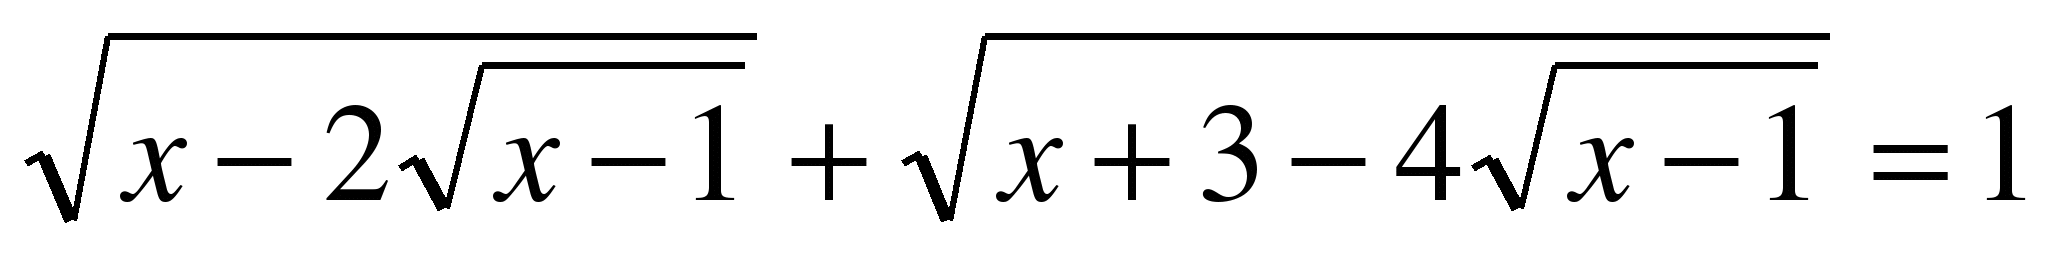 √(x − 2√(x − 1)) + √(x + 3 − 4√(x − 1)) = 1